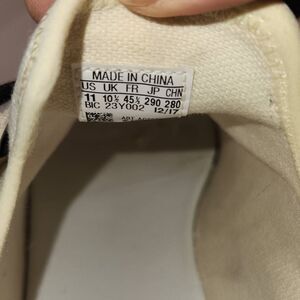 MADE IN CHINA
US UK FR JP CHN
11 10½ 45⅓ 290 280
BIC 23Y002 12/17
ART